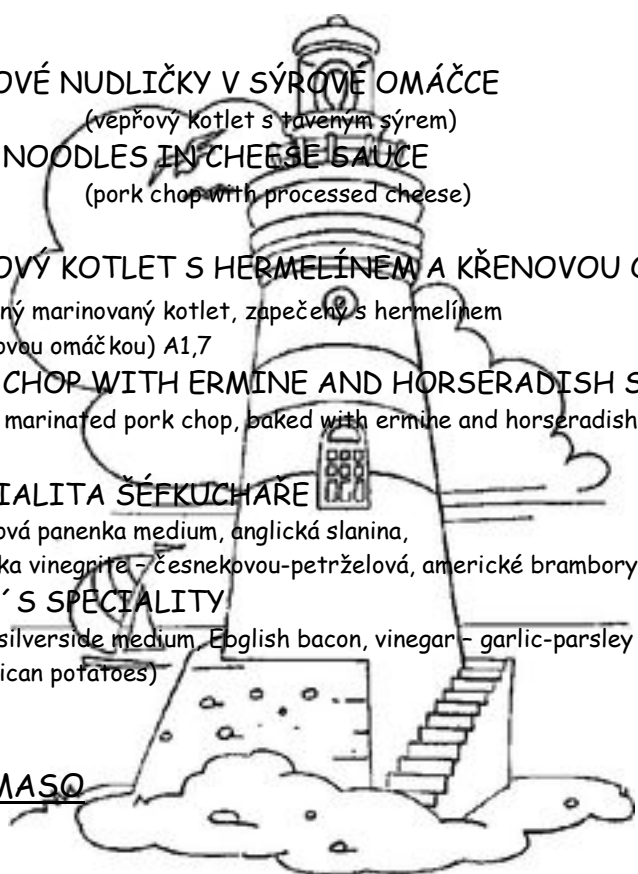 OVÉ NUDLIČKY V SÝROVÉ OMÁČCE
(vepřový kotlet s taveným sýrem)
NOODLES IN CHEESE SAUCE
(pork chop with processed cheese)
OVÝ KOTLET S HERMELÍNEM A KŘENOVOU
ný marinovaný kotlet, zapečený s hermelínem
ovou omáčkou) A1,7
CHOP WITH ERMINE AND HORSERADISH S
marinated pork chop, baked with ermine and horseradish
IALITA ŠÉFKUCHAŘE
ová panenka medium, anglická slanina,
ka vinegrite – česnekovou-petrželová, americké brambory
´S SPECIALITY
silverside medium, Ebglish bacon, vinegar – garlic-parsley
ican potatoes)
MASO